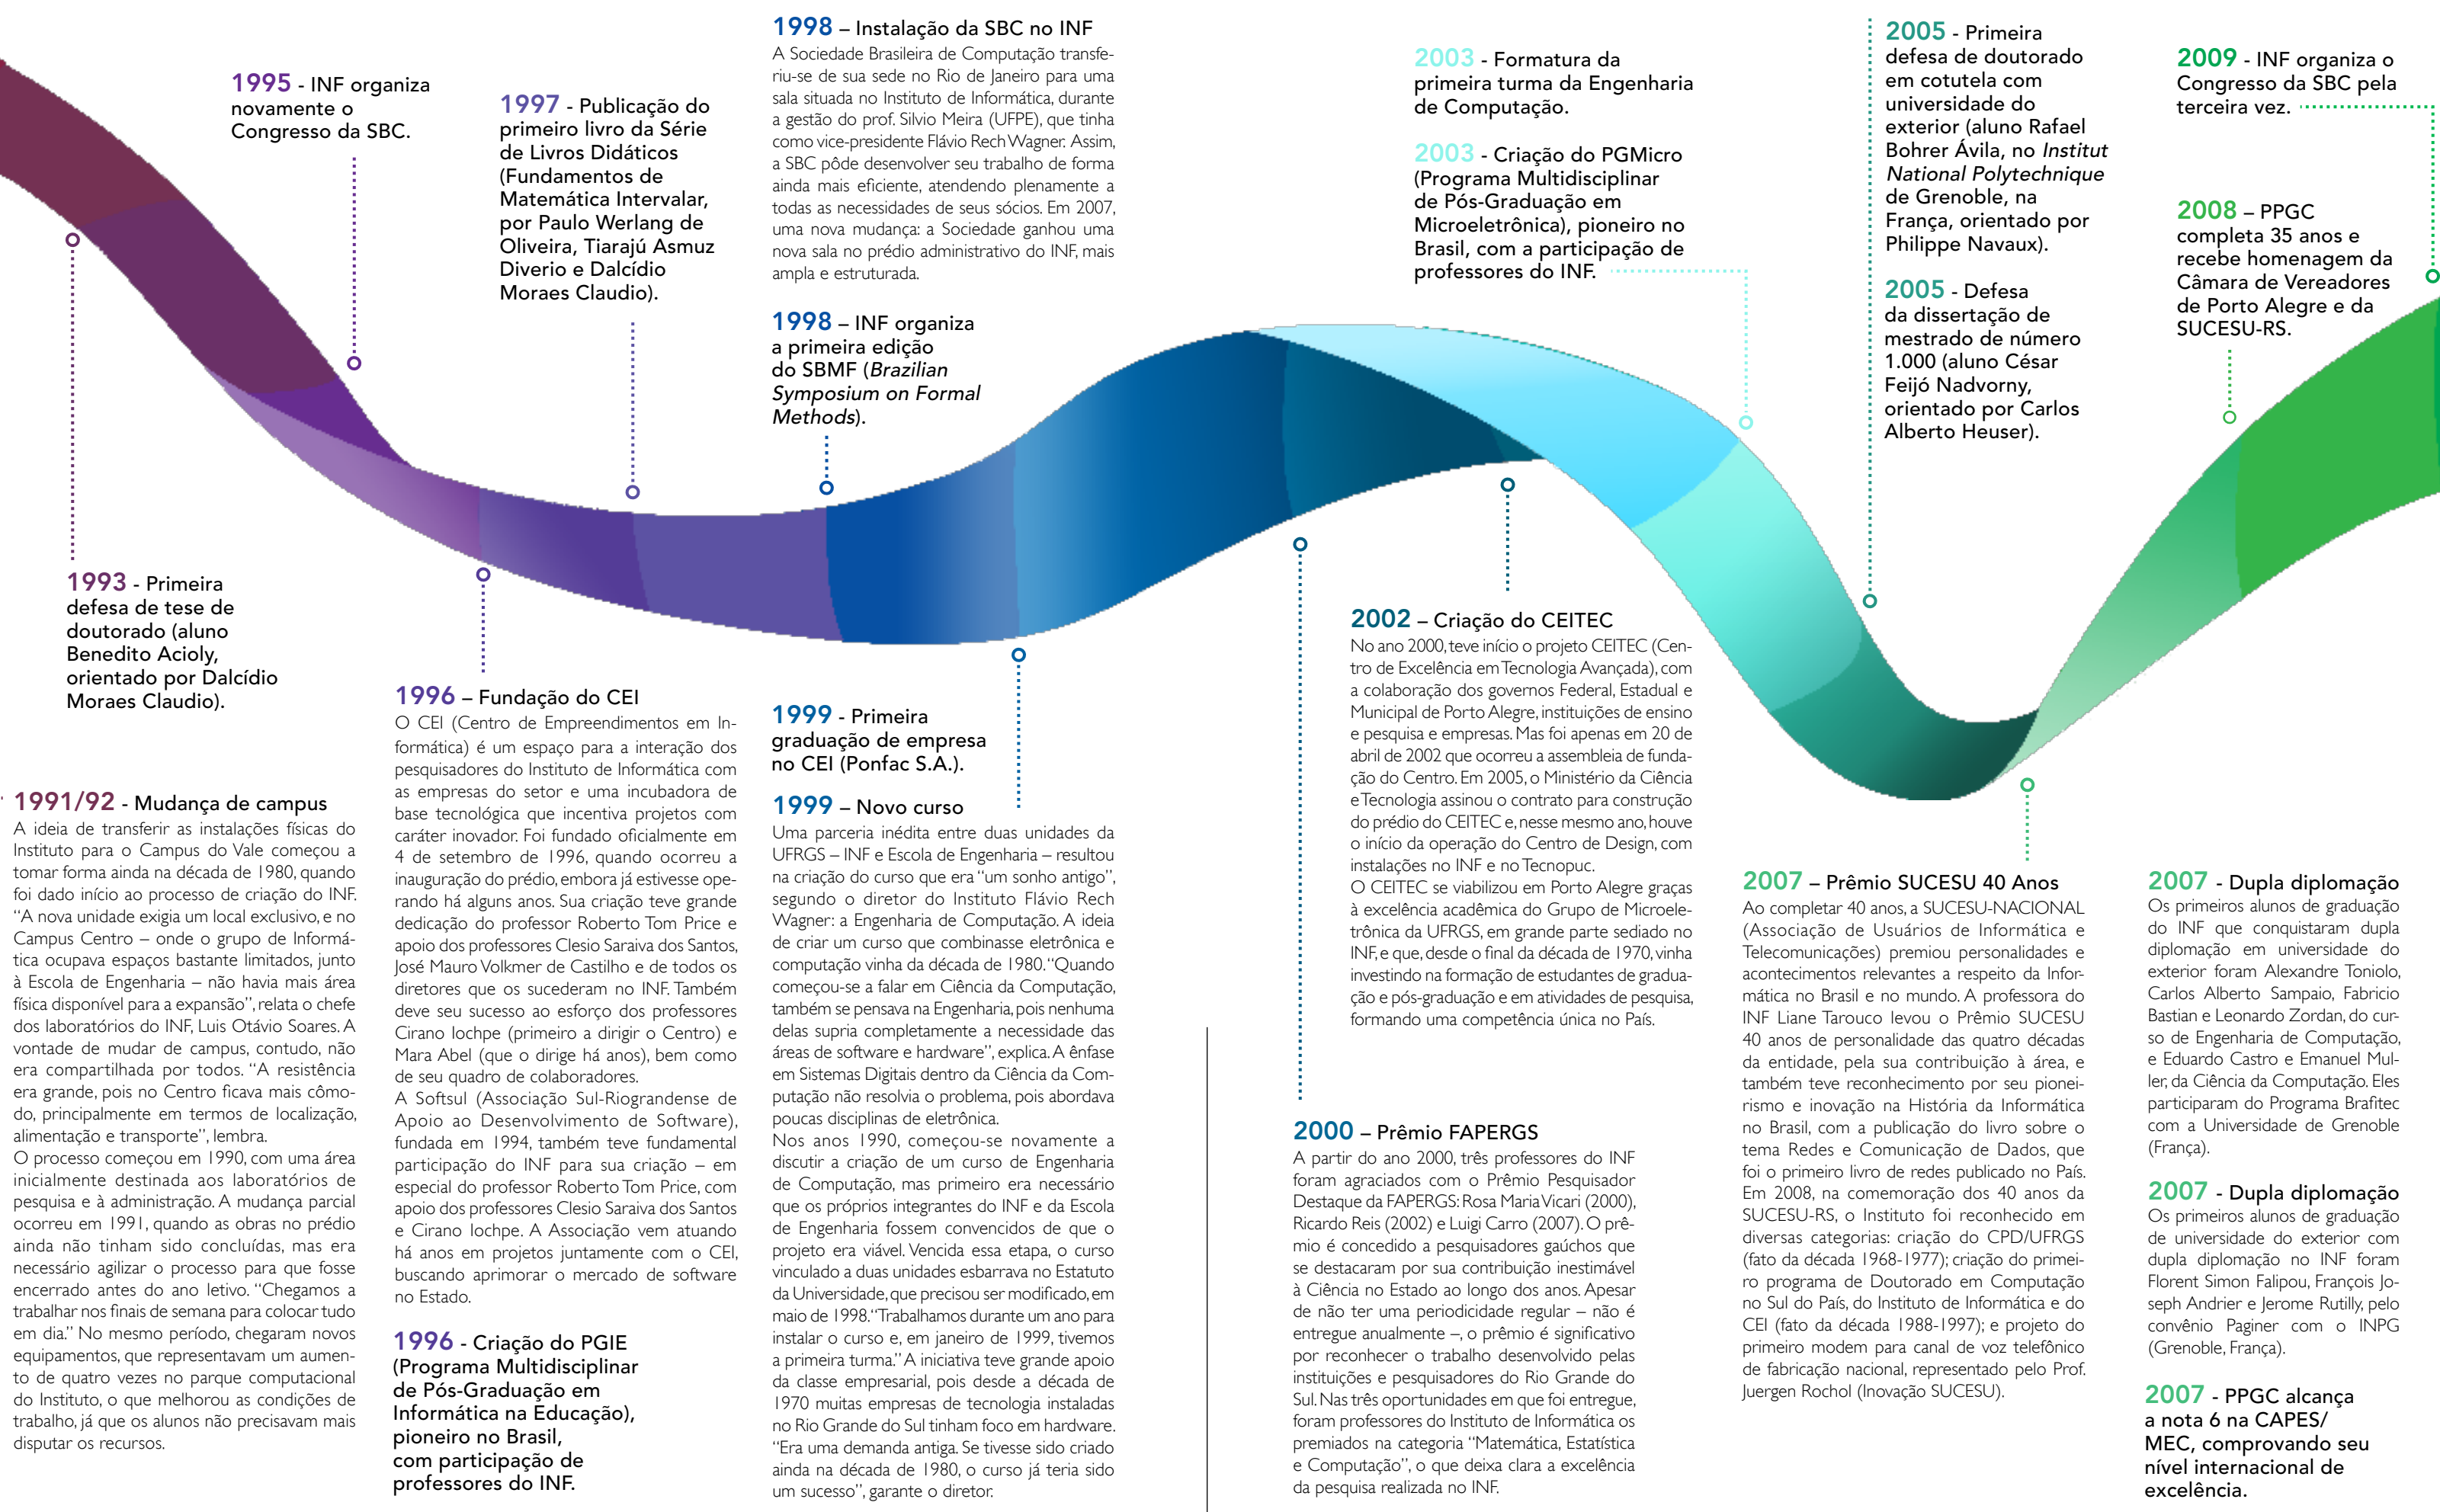 1991/92 - Mudança de campus
A ideia de transferir as instalações físicas do
Instituto para o Campus do Vale começou a
tomar forma ainda na década de 1980, quando
foi dado início ao processo de criação do INF.
“A nova unidade exigia um local exclusivo, e no
Campus Centro – onde o grupo de Informá-
tica ocupava espaços bastante limitados, junto
à Escola de Engenharia – não havia mais área
física disponível para a expansão”, relata o chefe
dos laboratórios do INF, Luis Otávio Soares. A
vontade de mudar de campus, contudo, não
era compartilhada por todos. “A resistência
era grande, pois no Centro ficava mais cômo-
do, principalmente em termos de localização,
alimentação e transporte”, lembra.
O processo começou em 1990, com uma área
inicialmente destinada aos laboratórios de
pesquisa e à administração. A mudança parcial
ocorreu em 1991, quando as obras no prédio
ainda não tinham sido concluídas, mas era
necessário agilizar o processo para que fosse
encerrado antes do ano letivo. “Chegamos a
trabalhar nos finais de semana para colocar tudo
em dia.” No mesmo período, chegaram novos
equipamentos, que representavam um aumen-
to de quatro vezes no parque computacional
do Instituto, o que melhorou as condições de
trabalho, já que os alunos não precisavam mais
disputar os recursos.
1993 - Primeira
defesa de tese de
doutorado (aluno
Benedito Acioly,
orientado por Dalcídio
Moraes Claudio).
1995 - INF organiza
novamente o
Congresso da SBC.
1996 – Fundação do CEI
O CEI (Centro de Empreendimentos em In-
formática) é um espaço para a interação dos
pesquisadores do Instituto de Informática com
as empresas do setor e uma incubadora de
base tecnológica que incentiva projetos com
caráter inovador. Foi fundado oficialmente em
4 de setembro de 1996, quando ocorreu a
inauguração do prédio, embora já estivesse ope-
rando há alguns anos. Sua criação teve grande
dedicação do professor Roberto Tom Price e
apoio dos professores Clesio Saraiva dos Santos,
José Mauro Volkmer de Castilho e de todos os
diretores que os sucederam no INF. Também
deve seu sucesso ao esforço dos professores
Cirano Iochpe (primeiro a dirigir o Centro) e
Mara Abel (que o dirige há anos), bem como
de seu quadro de colaboradores.
A Softsul (Associação Sul-Riograndense de
Apoio ao Desenvolvimento de Software),
fundada em 1994, também teve fundamental
participação do INF para sua criação – em
especial do professor Roberto Tom Price, com
apoio dos professores Clesio Saraiva dos Santos
e Cirano Iochpe. A Associação vem atuando
há anos em projetos juntamente com o CEI,
buscando aprimorar o mercado de software
no Estado.
1996 - Criação do PGIE
(Programa Multidisciplinar
de Pós-Graduação em
Informática na Educação),
pioneiro no Brasil,
com participação de
professores do INF.
1997 - Publicação do
primeiro livro da Série
de Livros Didáticos
(Fundamentos de
Matemática Intervalar,
por Paulo Werlang de
Oliveira, Tiarajú Asmuz
Diverio e Dalcídio
Moraes Claudio).
1998 – Instalação da SBC no INF
A Sociedade Brasileira de Computação transfe-
riu-se de sua sede no Rio de Janeiro para uma
sala situada no Instituto de Informática, durante
a gestão do prof. Silvio Meira (UFPE), que tinha
como vice-presidente Flávio Rech Wagner. Assim,
a SBC pôde desenvolver seu trabalho de forma
ainda mais eficiente, atendendo plenamente a
todas as necessidades de seus sócios. Em 2007,
uma nova mudança: a Sociedade ganhou uma
nova sala no prédio administrativo do INF, mais
ampla e estruturada.
1998 – INF organiza
a primeira edição
do SBMF (Brazilian
Symposium on Formal
Methods).
1999 - Primeira
graduação de empresa
no CEI (Ponfac S.A.).
1999 – Novo curso
Uma parceria inédita entre duas unidades da
UFRGS – INF e Escola de Engenharia – resultou
na criação do curso que era “um sonho antigo”,
segundo o diretor do Instituto Flávio Rech
Wagner: a Engenharia de Computação. A ideia
de criar um curso que combinasse eletrônica e
computação vinha da década de 1980. “Quando
começou-se a falar em Ciência da Computação,
também se pensava na Engenharia, pois nenhuma
delas supria completamente a necessidade das
áreas de software e hardware”, explica. A ênfase
em Sistemas Digitais dentro da Ciência da Com-
putação não resolvia o problema, pois abordava
poucas disciplinas de eletrônica.
Nos anos 1990, começou-se novamente a
discutir a criação de um curso de Engenharia
de Computação, mas primeiro era necessário
que os próprios integrantes do INF e da Escola
de Engenharia fossem convencidos de que o
projeto era viável. Vencida essa etapa, o curso
vinculado a duas unidades esbarrava no Estatuto
da Universidade, que precisou ser modificado, em
maio de 1998. “Trabalhamos durante um ano para
instalar o curso e, em janeiro de 1999, tivemos
a primeira turma.” A iniciativa teve grande apoio
da classe empresarial, pois desde a década de
1970 muitas empresas de tecnologia instaladas
no Rio Grande do Sul tinham foco em hardware.
“Era uma demanda antiga. Se tivesse sido criado
ainda na década de 1980, o curso já teria sido
um sucesso”, garante o diretor.
2000 – Prêmio FAPERGS
A partir do ano 2000, três professores do INF
foram agraciados com o Prêmio Pesquisador
Destaque da FAPERGS: Rosa Maria Vicari (2000),
Ricardo Reis (2002) e Luigi Carro (2007). O prê-
mio é concedido a pesquisadores gaúchos que
se destacaram por sua contribuição inestimável
à Ciência no Estado ao longo dos anos. Apesar
de não ter uma periodicidade regular – não é
entregue anualmente –, o prêmio é significativo
por reconhecer o trabalho desenvolvido pelas
instituições e pesquisadores do Rio Grande do
Sul. Nas três oportunidades em que foi entregue,
foram professores do Instituto de Informática os
premiados na categoria “Matemática, Estatística
e Computação”, o que deixa clara a excelência
da pesquisa realizada no INF.
2002 – Criação do CEITEC
No ano 2000, teve início o projeto CEITEC (Cen-
tro de Excelência em Tecnologia Avançada), com
a colaboração dos governos Federal, Estadual e
Municipal de Porto Alegre, instituições de ensino
e pesquisa e empresas. Mas foi apenas em 20 de
abril de 2002 que ocorreu a assembleia de funda-
ção do Centro. Em 2005, o Ministério da Ciência
e Tecnologia assinou o contrato para construção
do prédio do CEITEC e, nesse mesmo ano, houve
o início da operação do Centro de Design, com
instalações no INF e no Tecnopuc.
O CEITEC se viabilizou em Porto Alegre graças
à excelência acadêmica do Grupo de Microele-
trônica da UFRGS, em grande parte sediado no
INF, e que, desde o final da década de 1970, vinha
investindo na formação de estudantes de gradua-
ção e pós-graduação e em atividades de pesquisa,
formando uma competência única no País.
2003 - Formatura da
primeira turma da Engenharia
de Computação.
2003 - Criação do PGMicro
(Programa Multidisciplinar
de Pós-Graduação em
Microeletrônica), pioneiro no
Brasil, com a participação de
professores do INF.
2005 - Primeira
defesa de doutorado
em cotutela com
universidade do
exterior (aluno Rafael
Bohrer Ávila, no Institut
National Polytechnique
de Grenoble, na
França, orientado por
Philippe Navaux).
2005 - Defesa
da dissertação de
mestrado de número
1.000 (aluno César
Feijó Nadvorny,
orientado por Carlos
Alberto Heuser).
2007 – Prêmio SUCESU 40 Anos
Ao completar 40 anos, a SUCESU-NACIONAL
(Associação de Usuários de Informática e
Telecomunicações) premiou personalidades e
acontecimentos relevantes a respeito da Infor-
mática no Brasil e no mundo. A professora do
INF Liane Tarouco levou o Prêmio SUCESU
40 anos de personalidade das quatro décadas
da entidade, pela sua contribuição à área, e
também teve reconhecimento por seu pionei-
rismo e inovação na História da Informática
no Brasil, com a publicação do livro sobre o
tema Redes e Comunicação de Dados, que
foi o primeiro livro de redes publicado no País.
Em 2008, na comemoração dos 40 anos da
SUCESU-RS, o Instituto foi reconhecido em
diversas categorias: criação do CPD/UFRGS
(fato da década 1968-1977); criação do primei-
ro programa de Doutorado em Computação
no Sul do País, do Instituto de Informática e do
CEI (fato da década 1988-1997); e projeto do
primeiro modem para canal de voz telefônico
de fabricação nacional, representado pelo Prof.
Juergen Rochol (Inovação SUCESU).
2007 - Dupla diplomação
Os primeiros alunos de graduação
do INF que conquistaram dupla
diplomação em universidade do
exterior foram Alexandre Toniolo,
Carlos Alberto Sampaio, Fabricio
Bastian e Leonardo Zordan, do cur-
so de Engenharia de Computação,
e Eduardo Castro e Emanuel Mul-
ler, da Ciência da Computação. Eles
participaram do Programa Brafitec
com a Universidade de Grenoble
(França).
2007 - Dupla diplomação
Os primeiros alunos de graduação
de universidade do exterior com
dupla diplomação no INF foram
Florent Simon Falipou, François Jo-
seph Andrier e Jerome Rutilly, pelo
convênio Paginer com o INPG
(Grenoble, França).
2007 - PPGC alcança
a nota 6 na CAPES/
MEC, comprovando seu
nível internacional de
excelência.
2008 – PPGC
completa 35 anos e
recebe homenagem da
Câmara de Vereadores
de Porto Alegre e da
SUCESU-RS.
2009 - INF organiza o
Congresso da SBC pela
terceira vez.